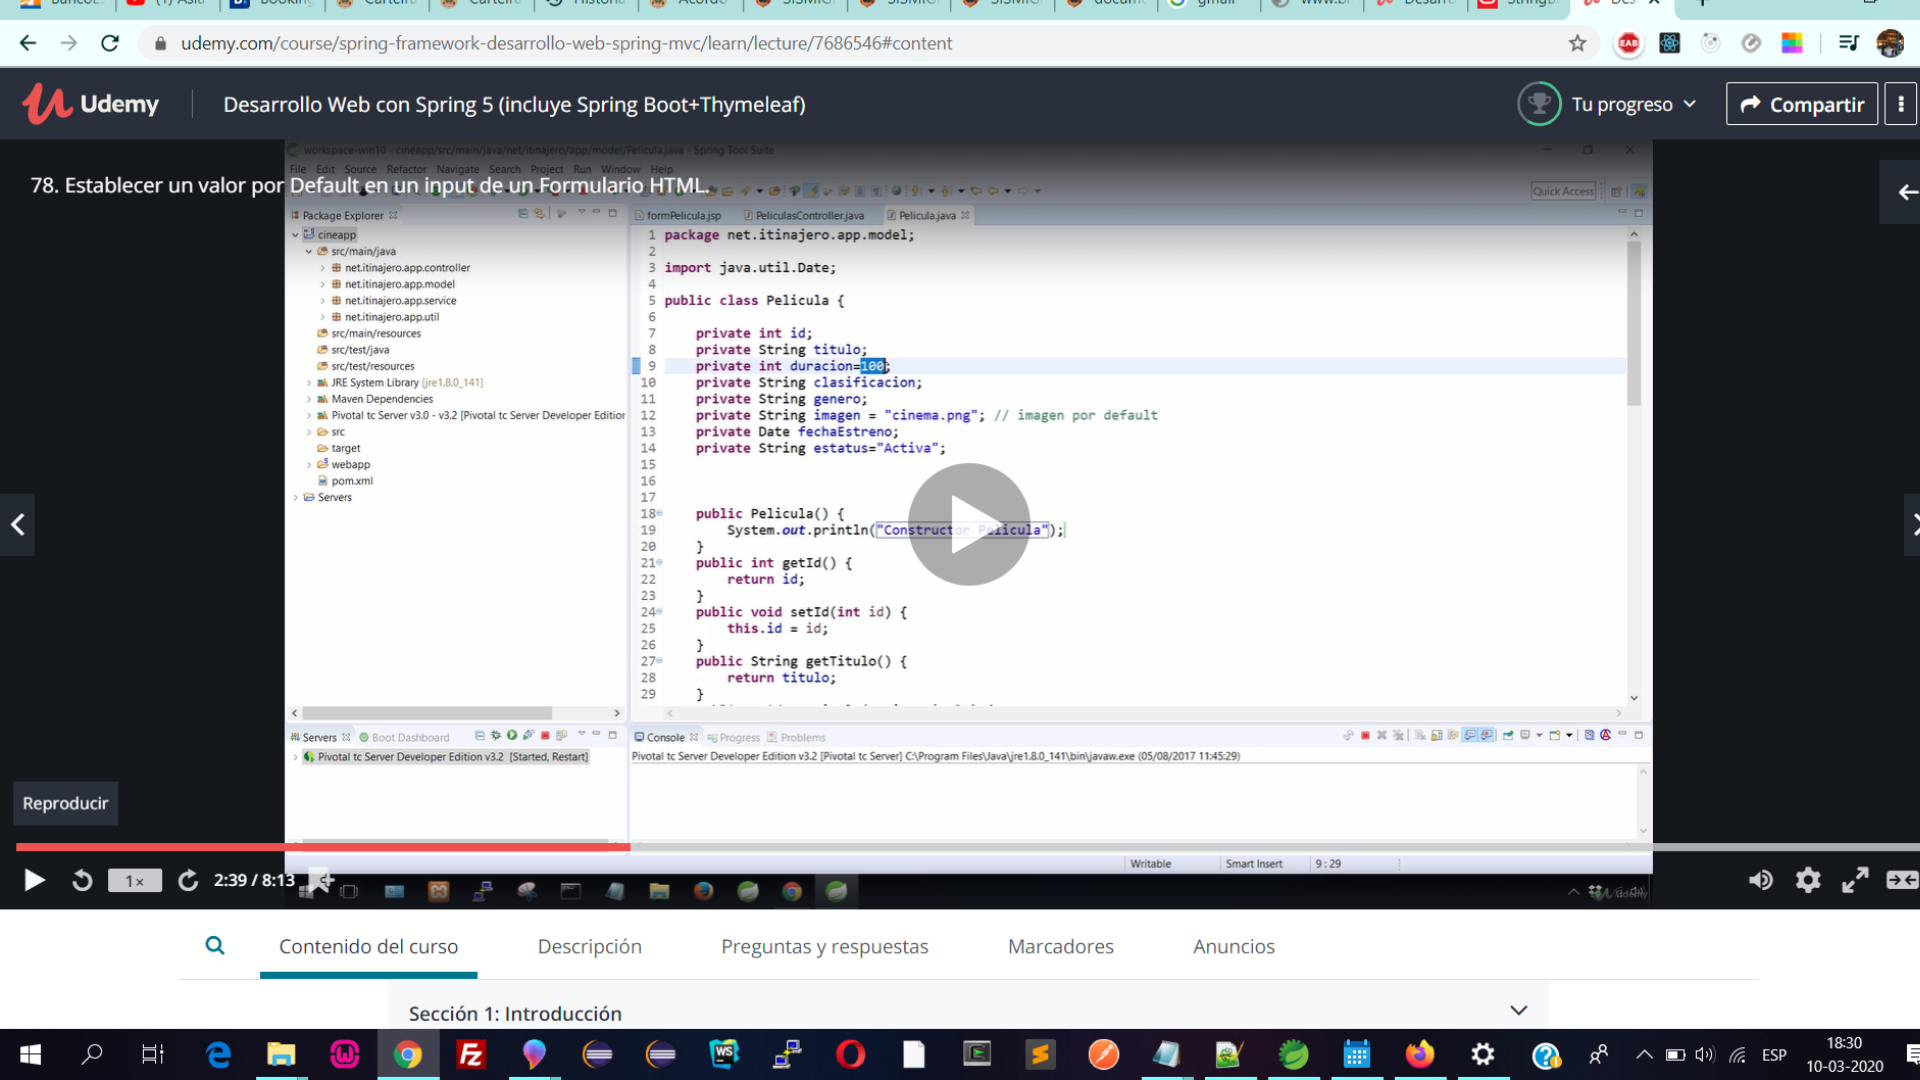 udemy.com/course/spring-framework-desarrollo-web-spring-mvc/learn/lecture/7686546#content
EAB
Udemy
Desarrollo Web con Spring 5 (incluye Spring Boot+Thymeleaf)
Tu progreso
Compartir
workspace-win10 - cineapp/src/main/java/net/itinajero/app/model/Pelicula.java - Spring Tool Suite
File Edit Source Refactor Navigate Search Project Run Window Help
78. Establecer un valor por Default en un input de un Formulario HTML.
Quick Access
Package Explorer
formPelicula.jsp
PeliculasController.java
Pelicula.java
cineapp
src/main/java
net.itinajero.app.controller
net.itinajero.app.model
net.itinajero.app.service
net.itinajero.app.util
src/main/resources
src/test/java
src/test/resources
JRE System Library [jre1.8.0_141]
Maven Dependencies
Pivotal tc Server v3.0 - v3.2 [Pivotal tc Server Developer Edition
src
target
webapp
pom.xml
Servers
1 package net.itinajero.app.model;
2
3 import java.util.Date;
4
5 public class Pelicula {
6
7 private int id;
8 private String titulo;
9 private int duracion=100;
10 private String clasificacion;
11 private String genero;
12 private String imagen = "cinema.png"; // imagen por default
13 private Date fechaEstreno;
14 private String estatus="Activa";
15
16
17
18 public Pelicula() {
19 System.out.println("Constructor Pelicula");
20 }
21 public int getId() {
22 return id;
23 }
24 public void setId(int id) {
25 this.id = id;
26 }
27 public String getTitulo() {
28 return titulo;
29 }
Servers
Boot Dashboard
Pivotal tc Server Developer Edition v3.2 [Started, Restart]
Console
Progress
Problems
Pivotal tc Server Developer Edition v3.2 [Pivotal tc Server] C:\Program Files\Java\jre1.8.0_141\bin\javaw.exe (05/08/2017 11:45:29)
Writable
Smart Insert
9 : 29
Reproducir
1×
2:39 / 8:13
Contenido del curso
Descripción
Preguntas y respuestas
Marcadores
Anuncios
Sección 1: Introducción
ESP
18:30
10-03-2020